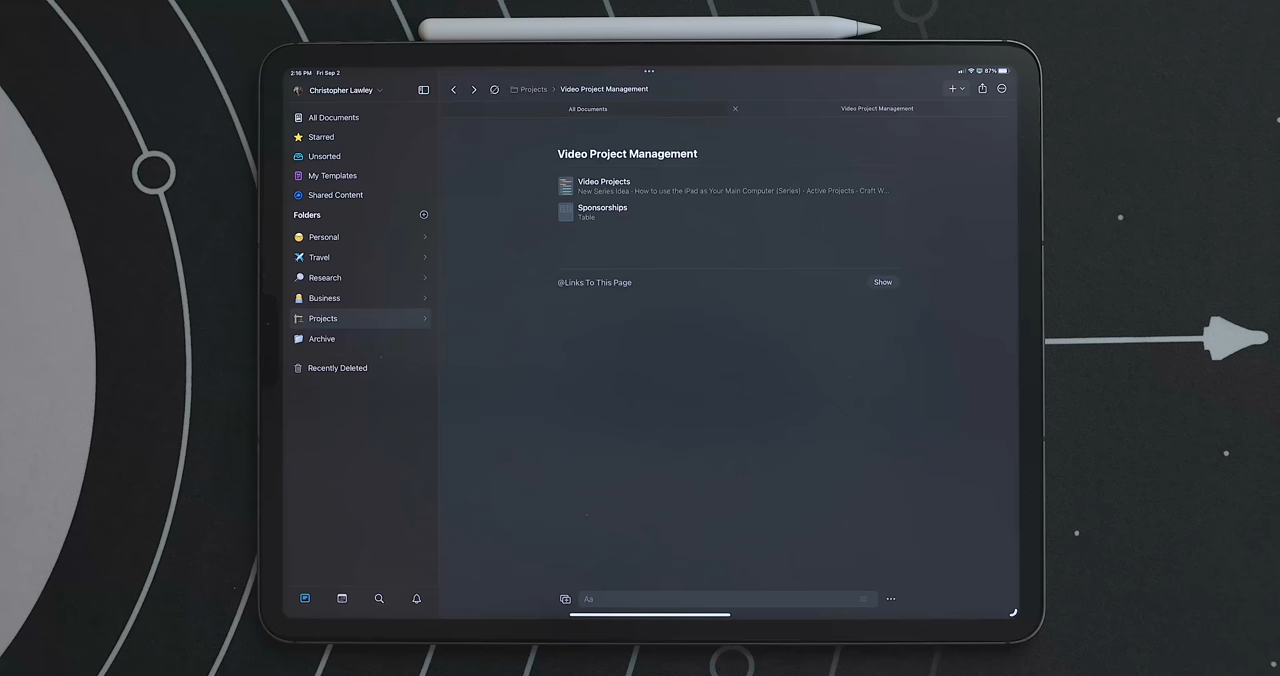 2:16 PM Fri Sep 2
87%
Christopher Lawley
Projects > Video Project Management
All Documents
Video Project Management
All Documents
Starred
Unsorted
My Templates
Shared Content
Folders
Personal
Travel
Research
Business
Projects
Archive
Recently Deleted
Video Project Management
Video Projects
New Series Idea · How to use the iPad as Your Main Computer (Series) · Active Projects · Craft W...
Sponsorships
Table
@Links To This Page
Show
Aa